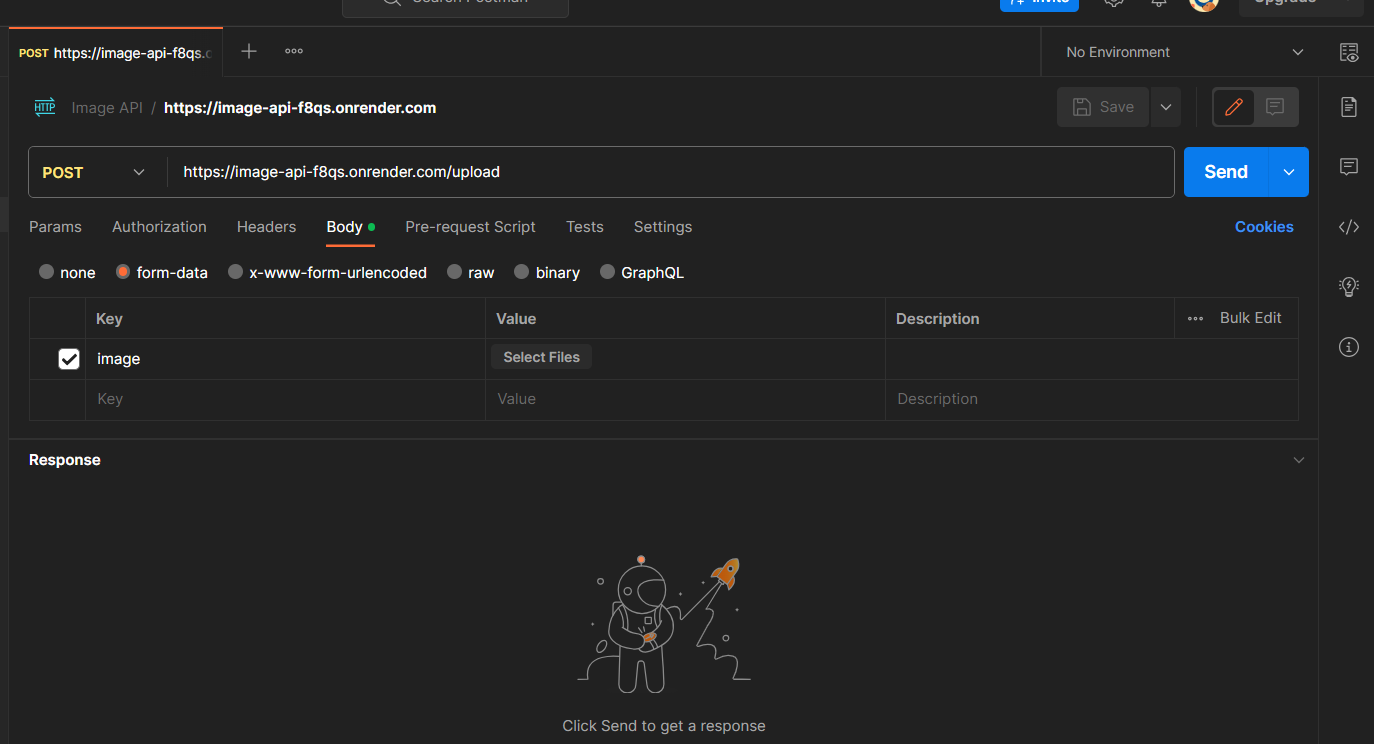 POST https://image-api-f8qs.c
No Environment
HTTP Image API / https://image-api-f8qs.onrender.com
Save
POST https://image-api-f8qs.onrender.com/upload
Send
Params Authorization Headers Body Pre-request Script Tests Settings Cookies
none form-data x-www-form-urlencoded raw binary GraphQL
Key Value Description Bulk Edit
image Select Files
Key Value Description
Response
Click Send to get a response